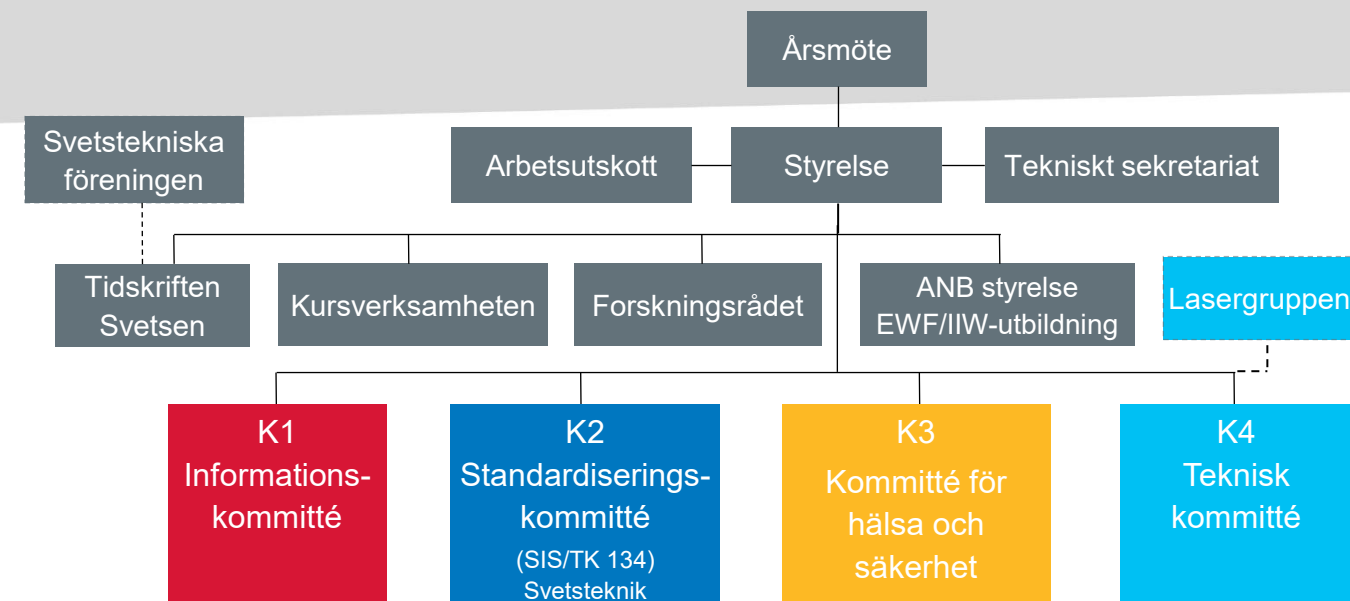 Årsmöte
Svetstekniska
föreningen
Arbetsutskott
Styrelse
Tekniskt sekretariat
Tidskriften
Svetsen
Kursverksamheten
Forskningsrådet
ANB styrelse
EWF/IIW-utbildning
Lasergruppen
K1
Informations-
kommitté
K2
Standardiserings-
kommitté
(SIS/TK 134)
Svetsteknik
K3
Kommitté för
hälsa och
säkerhet
K4
Teknisk
kommitté